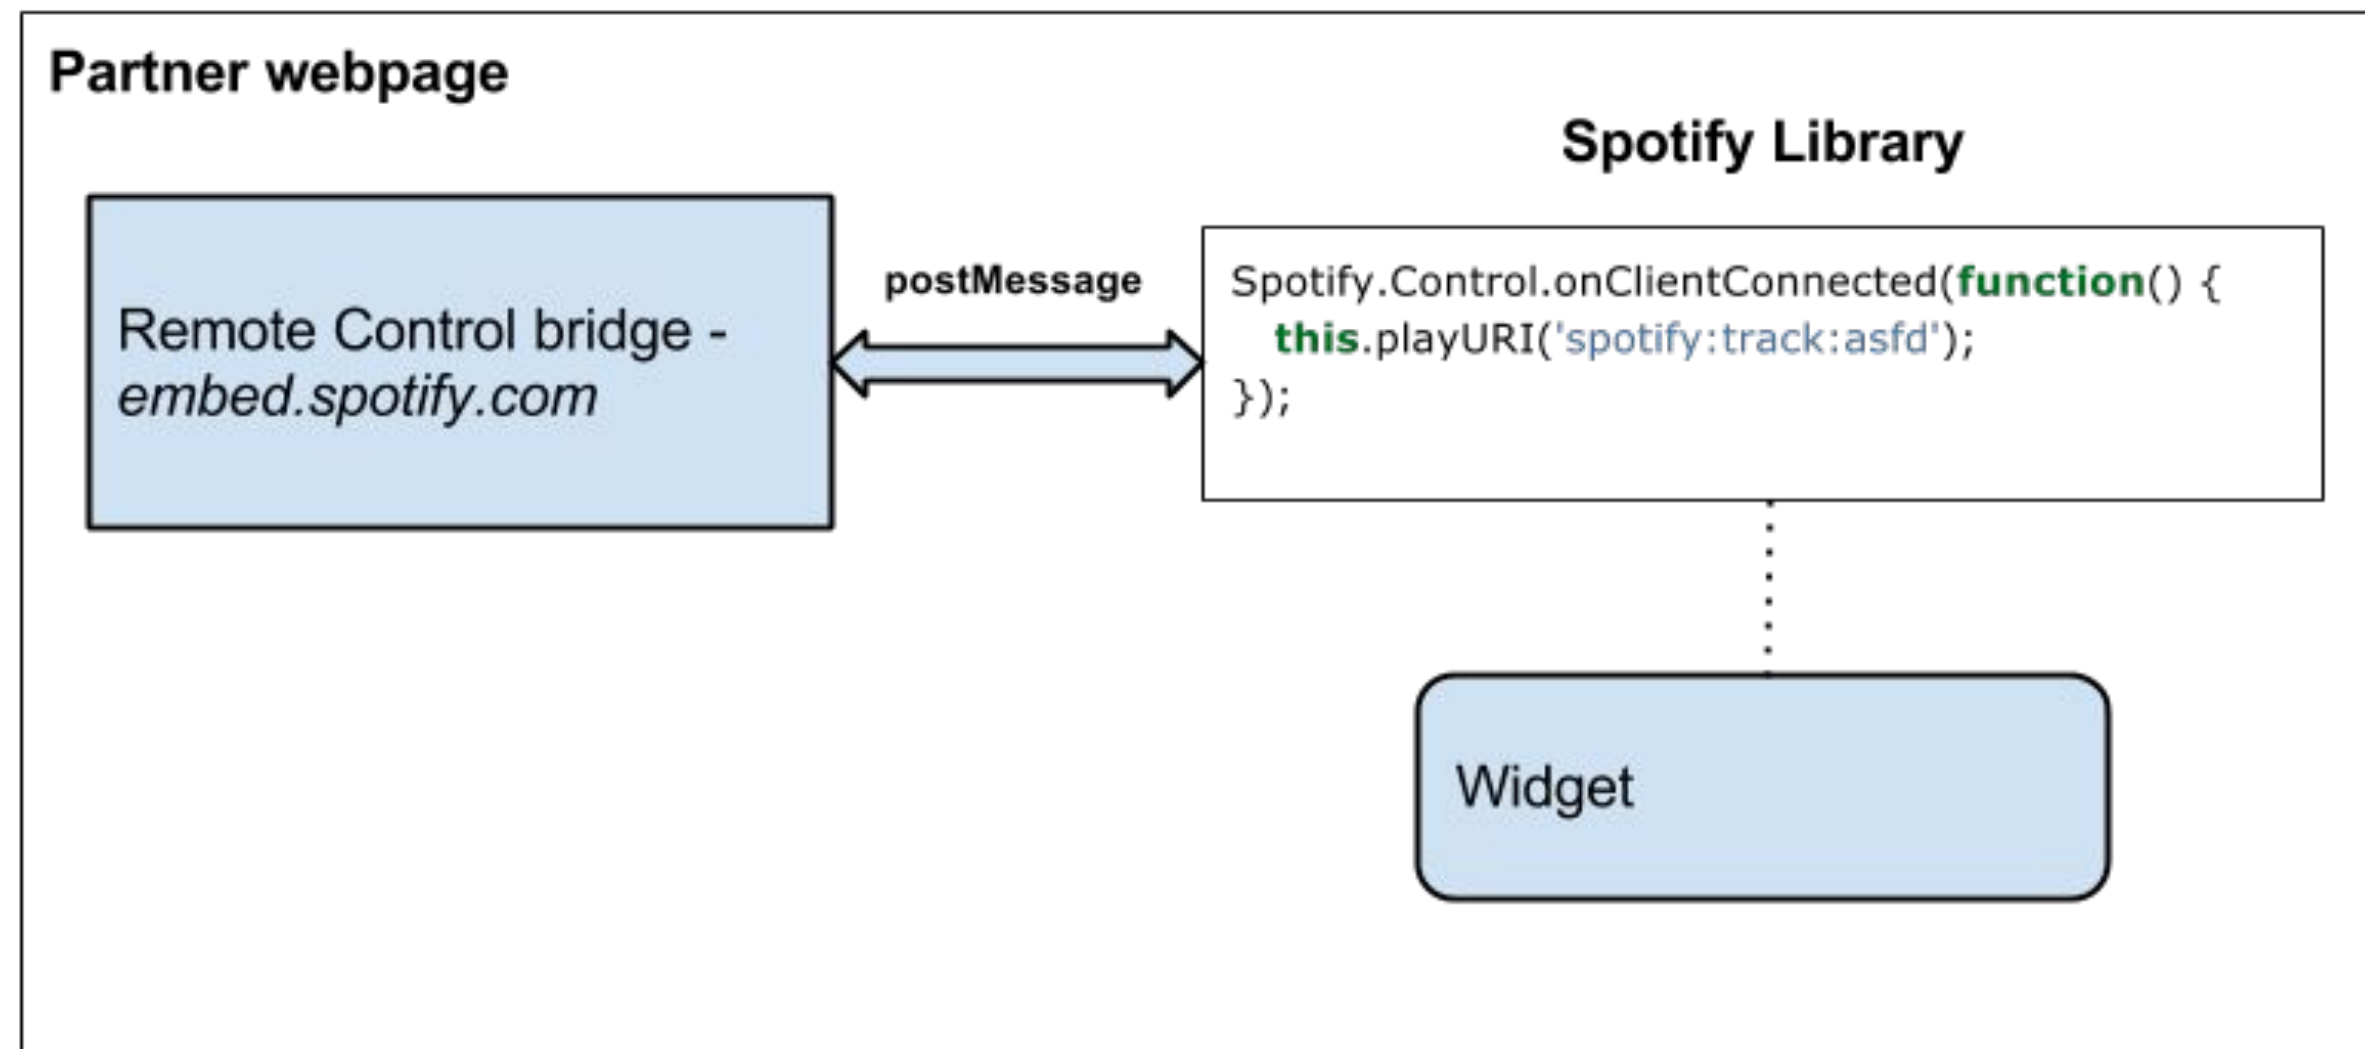 Partner webpage
Spotify Library
Remote Control bridge -
embed.spotify.com
postMessage
Spotify.Control.onClientConnected(function() {
  this.playURI('spotify:track:asfd');
});
Widget